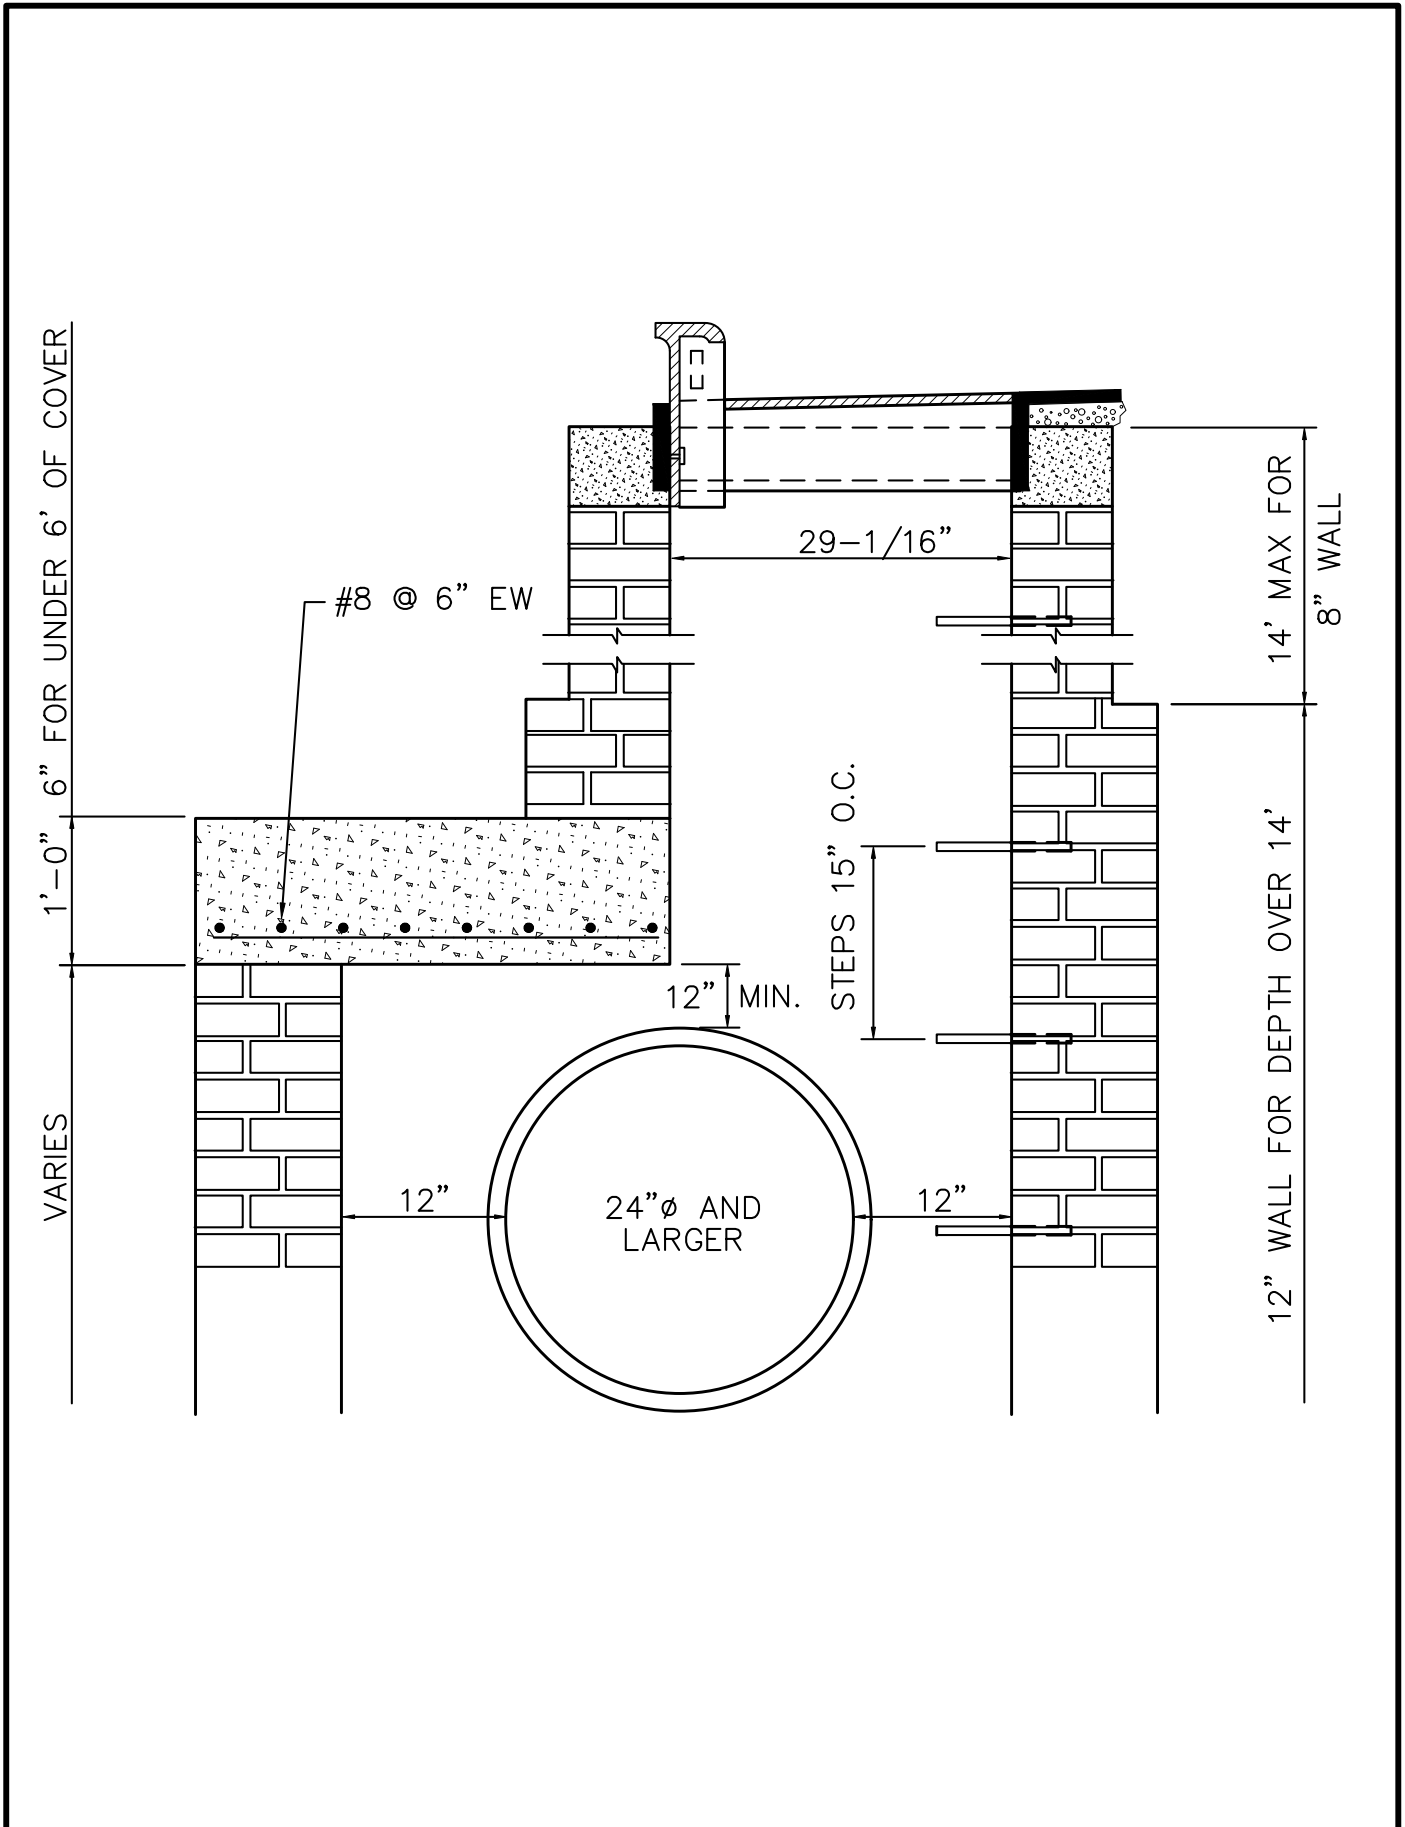 6" FOR UNDER 6' OF COVER
1'-0"
VARIES
#8 @ 6" EW
29-1/16"
14' MAX FOR
8" WALL
STEPS 15" O.C.
12" MIN.
12"
24"ø AND
LARGER
12"
12" WALL FOR DEPTH OVER 14'